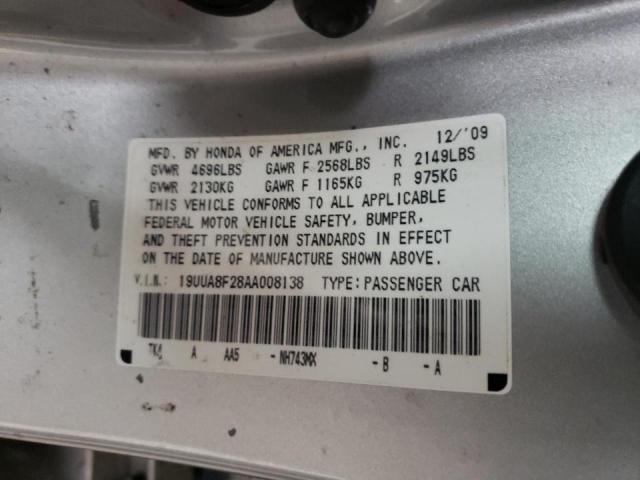 MFD. BY HONDA OF AMERICA MFG., INC. 12/'09
GVWR 4696LBS GAWR F 2568LBS R 2149LBS
GVWR 2130KG GAWR F 1165KG R 975KG
THIS VEHICLE CONFORMS TO ALL APPLICABLE
FEDERAL MOTOR VEHICLE SAFETY, BUMPER,
AND THEFT PREVENTION STANDARDS IN EFFECT
ON THE DATE OF MANUFACTURE SHOWN ABOVE.
V.I.N.: 19UUA8F28AA008138 TYPE: PASSENGER CAR
TK4 A AA5 - NH743MX - B - A